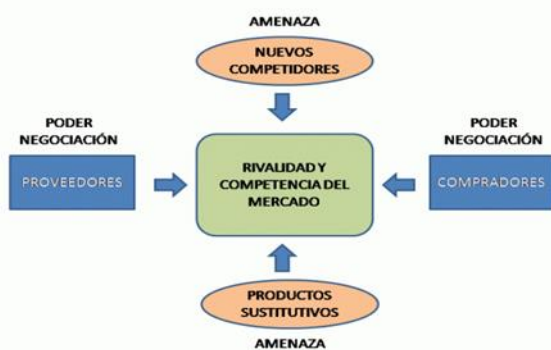 AMENAZA
NUEVOS
COMPETIDORES
PODER
NEGOCIACIÓN
PROVEEDORES
RIVALIDAD Y
COMPETENCIA DEL
MERCADO
PODER
NEGOCIACIÓN
COMPRADORES
PRODUCTOS
SUSTITUTIVOS
AMENAZA